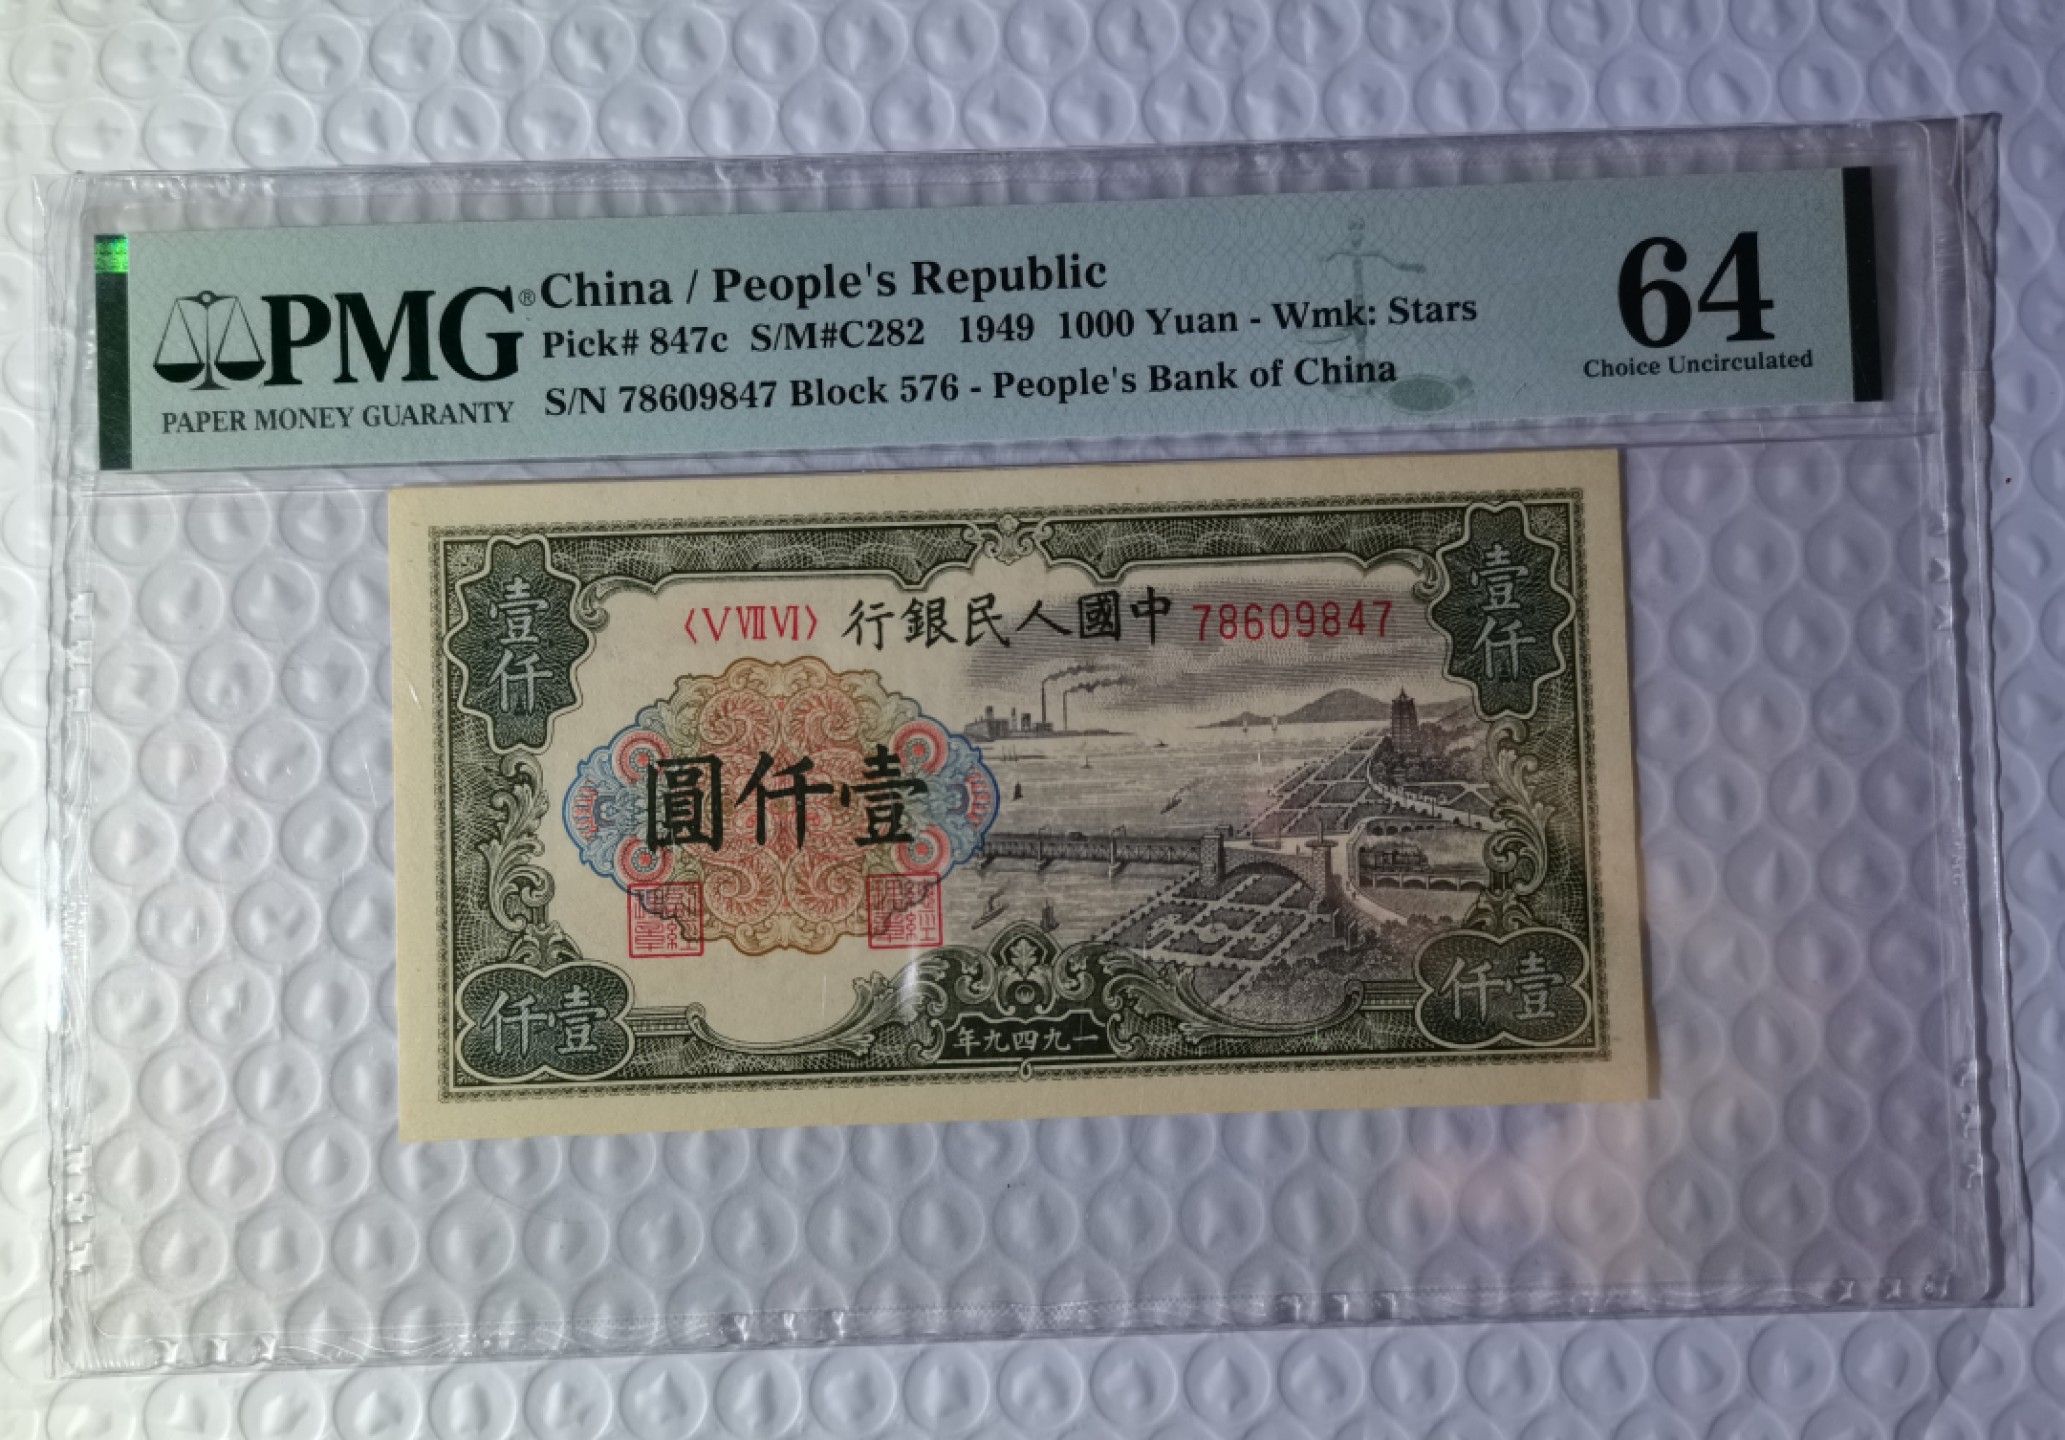 PMG®
PAPER MONEY GUARANTY
China / People's Republic
Pick# 847c S/M#C282 1949 1000 Yuan - Wmk: Stars
S/N 78609847 Block 576 - People's Bank of China
64
Choice Uncirculated
壹仟
壹仟
〈V VII VI〉 行銀民人國中 78609847
圓仟壹
仟壹
年九四九一
仟壹